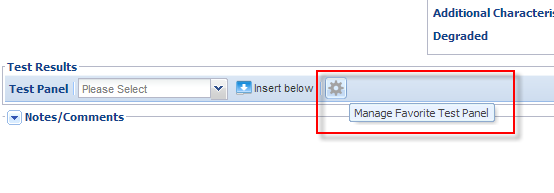 Additional Characteris
Degraded
Test Results
Test Panel Please Select Insert below
Manage Favorite Test Panel
Notes/Comments